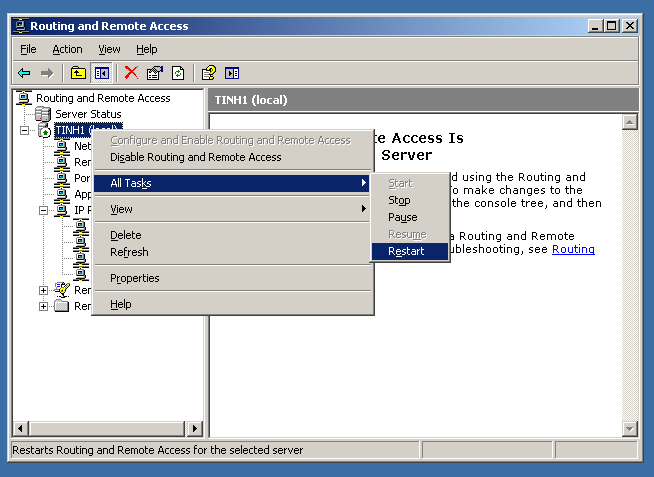 Routing and Remote Access
File Action View Help
Routing and Remote Access
Server Status
TINH1 (local)
Net
Rem
Por
App
IP R
Rem
Rem
Configure and Enable Routing and Remote Access
Disable Routing and Remote Access
All Tasks
View
Delete
Refresh
Properties
Help
Start
Stop
Pause
Resume
Restart
TINH1 (local)
te Access Is
Server
d using the Routing and
o make changes to the
the console tree, and then
a Routing and Remote
ubleshooting, see Routing
Restarts Routing and Remote Access for the selected server